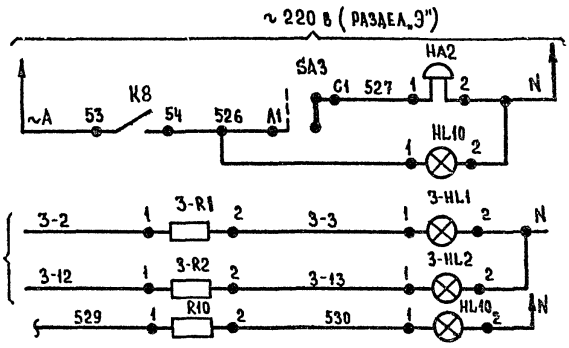 ~ 220 В (РАЗДЕЛ „Э")
SA3 HA2
~A 53 K8 54 526 A1 C1 527 1 2 N
1 HL10 2
3-2 1 3-R1 2 3-3 1 3-HL1 2 N
3-12 1 3-R2 2 3-13 1 3-HL2 2
529 1 R10 2 530 1 HL10 2 N